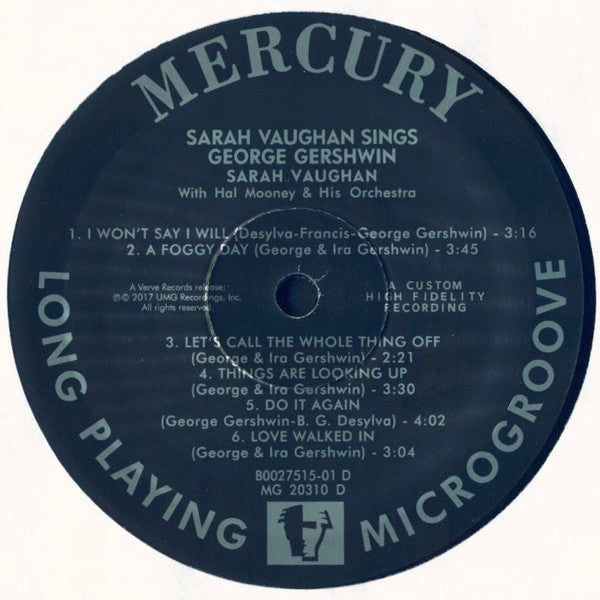 MERCURY
SARAH VAUGHAN SINGS
GEORGE GERSHWIN
SARAH VAUGHAN
With Hal Mooney & His Orchestra
1. I WON'T SAY I WILL (Desylva-Francis-George Gershwin) - 3:16
2. A FOGGY DAY (George & Ira Gershwin) - 3:45
A Verve Records release;
℗© 2017 UMG Recordings, Inc.
All rights reserved.
A CUSTOM
HIGH FIDELITY
RECORDING
3. LET'S CALL THE WHOLE THING OFF
(George & Ira Gershwin) - 2:21
4. THINGS ARE LOOKING UP
(George & Ira Gershwin) - 3:30
5. DO IT AGAIN
(George Gershwin-B. G. Desylva) - 4:02
6. LOVE WALKED IN
(George & Ira Gershwin) - 3:04
B0027515-01 D
MG 20310 D
LONG PLAYING
MICROGROOVE